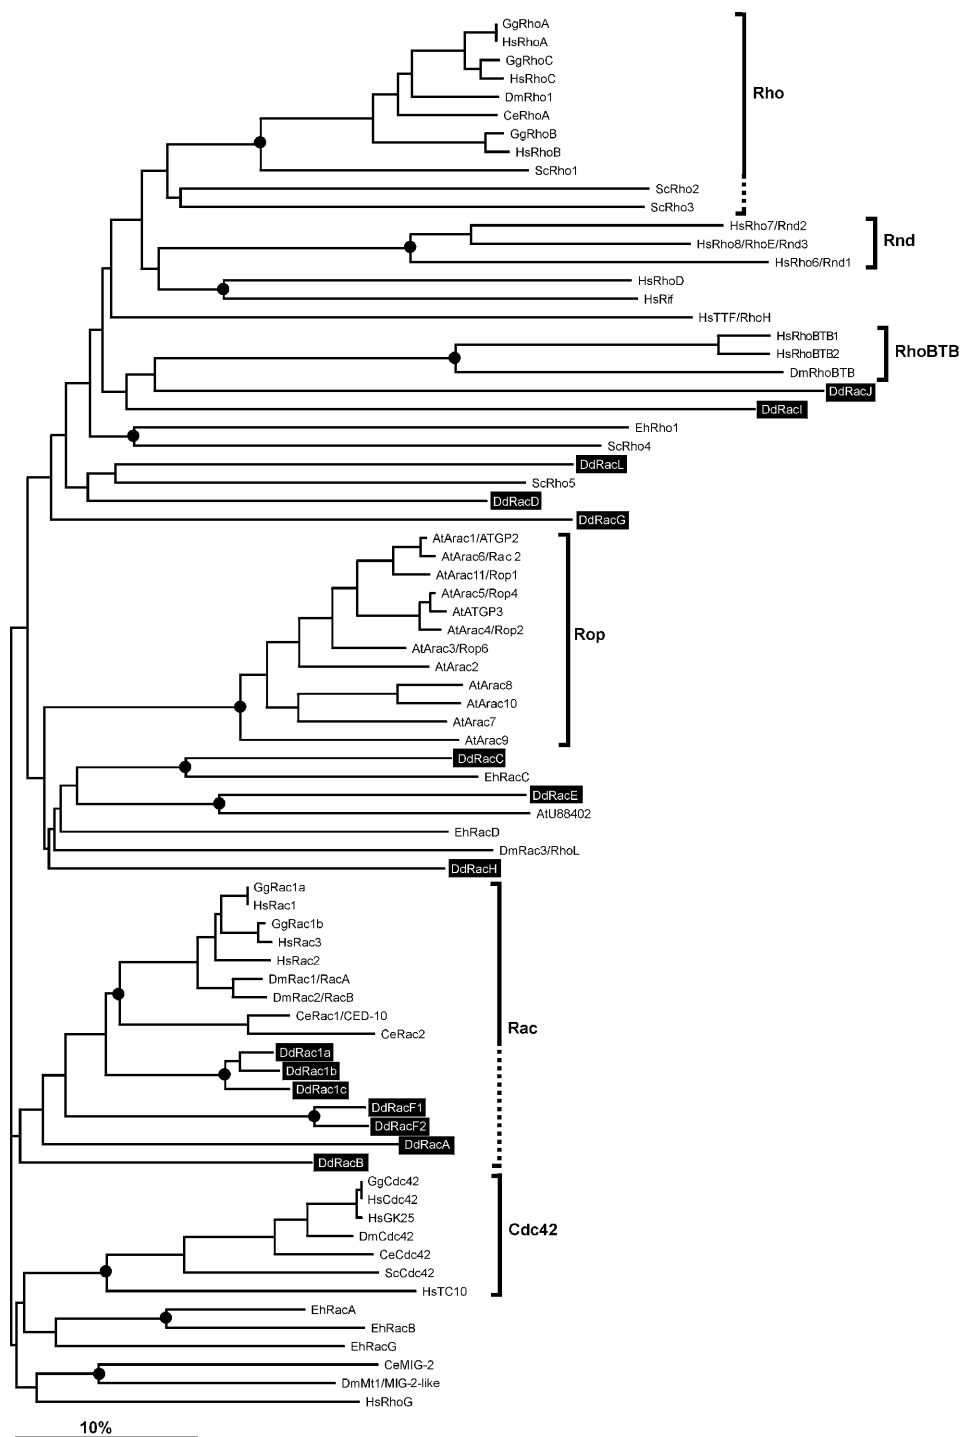 GgRhoA
HsRhoA
GgRhoC
HsRhoC
DmRho1
Rho
CeRhoA
GgRhoB
HsRhoB
ScRho1
ScRho2
ScRho3
HsRho7/Rnd2
HsRho8/RhoE/Rnd3
Rnd
HsRho6/Rnd1
HsRhoD
HsRif
HsTTF/RhoH
HsRhoBTB1
HsRhoBTB2
RhoBTB
DmRhoBTB
DdRacJ
DdRacI
EhRho1
ScRho4
DdRacL
ScRho5
DdRacD
DdRacG
AtArac1/ATGP2
AtArac6/Rac 2
AtArac11/Rop1
AtArac5/Rop4
AtATGP3
AtArac4/Rop2
Rop
AtArac3/Rop6
AtArac2
AtArac8
AtArac10
AtArac7
AtArac9
DdRacC
EhRacC
DdRacE
AtU88402
EhRacD
DmRac3/RhoL
DdRacH
GgRac1a
HsRac1
GgRac1b
HsRac3
HsRac2
DmRac1/RacA
DmRac2/RacB
CeRac1/CED-10
Rac
CeRac2
DdRac1a
DdRac1b
DdRac1c
DdRacF1
DdRacF2
DdRacA
DdRacB
GgCdc42
HsCdc42
HsGK25
Cdc42
DmCdc42
CeCdc42
ScCdc42
HsTC10
EhRacA
EhRacB
EhRacG
CeMIG-2
DmMt1/MIG-2-like
HsRhoG
10%